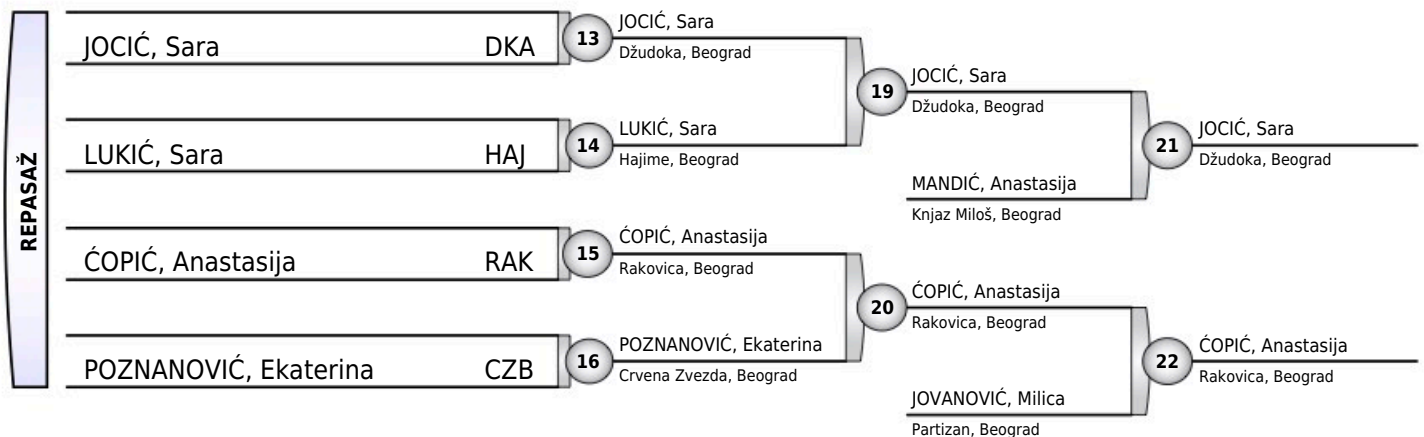 REPASAŽ
JOCIĆ, Sara DKA
LUKIĆ, Sara HAJ
ĆOPIĆ, Anastasija RAK
POZNANOVIĆ, Ekaterina CZB
13
JOCIĆ, Sara
Džudoka, Beograd
14
LUKIĆ, Sara
Hajime, Beograd
15
ĆOPIĆ, Anastasija
Rakovica, Beograd
16
POZNANOVIĆ, Ekaterina
Crvena Zvezda, Beograd
19
JOCIĆ, Sara
Džudoka, Beograd
MANDIĆ, Anastasija
Knjaz Miloš, Beograd
20
ĆOPIĆ, Anastasija
Rakovica, Beograd
JOVANOVIĆ, Milica
Partizan, Beograd
21
JOCIĆ, Sara
Džudoka, Beograd
22
ĆOPIĆ, Anastasija
Rakovica, Beograd